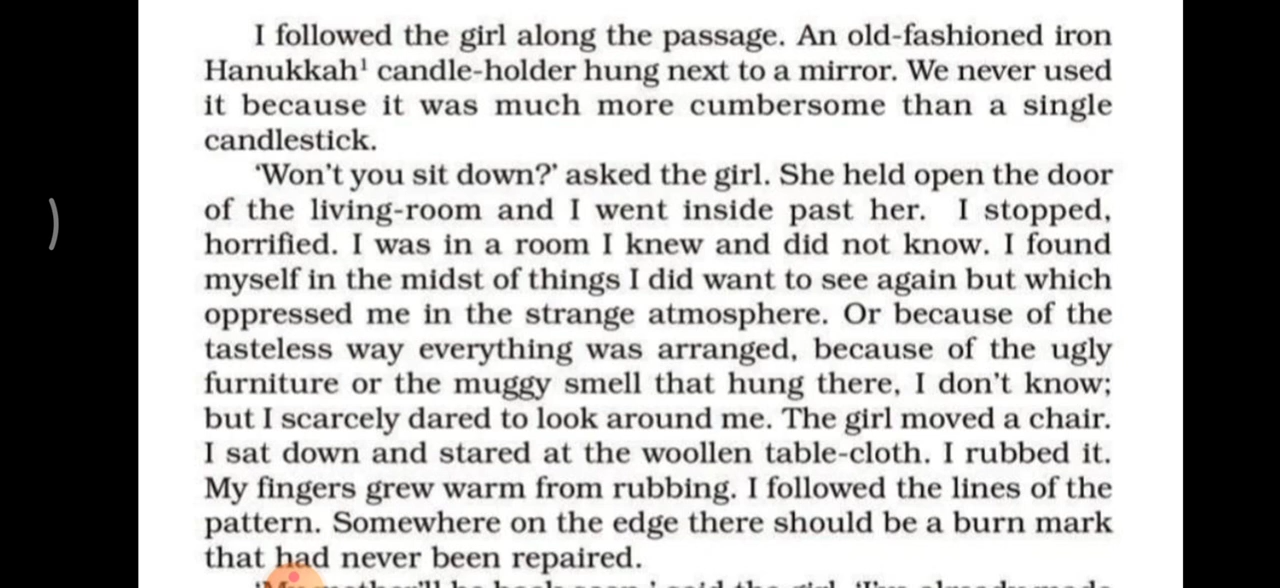 I followed the girl along the passage. An old-fashioned iron
Hanukkah¹ candle-holder hung next to a mirror. We never used
it because it was much more cumbersome than a single
candlestick.
‘Won’t you sit down?’ asked the girl. She held open the door
of the living-room and I went inside past her. I stopped,
horrified. I was in a room I knew and did not know. I found
myself in the midst of things I did want to see again but which
oppressed me in the strange atmosphere. Or because of the
tasteless way everything was arranged, because of the ugly
furniture or the muggy smell that hung there, I don’t know;
but I scarcely dared to look around me. The girl moved a chair.
I sat down and stared at the woollen table-cloth. I rubbed it.
My fingers grew warm from rubbing. I followed the lines of the
pattern. Somewhere on the edge there should be a burn mark
that had never been repaired.